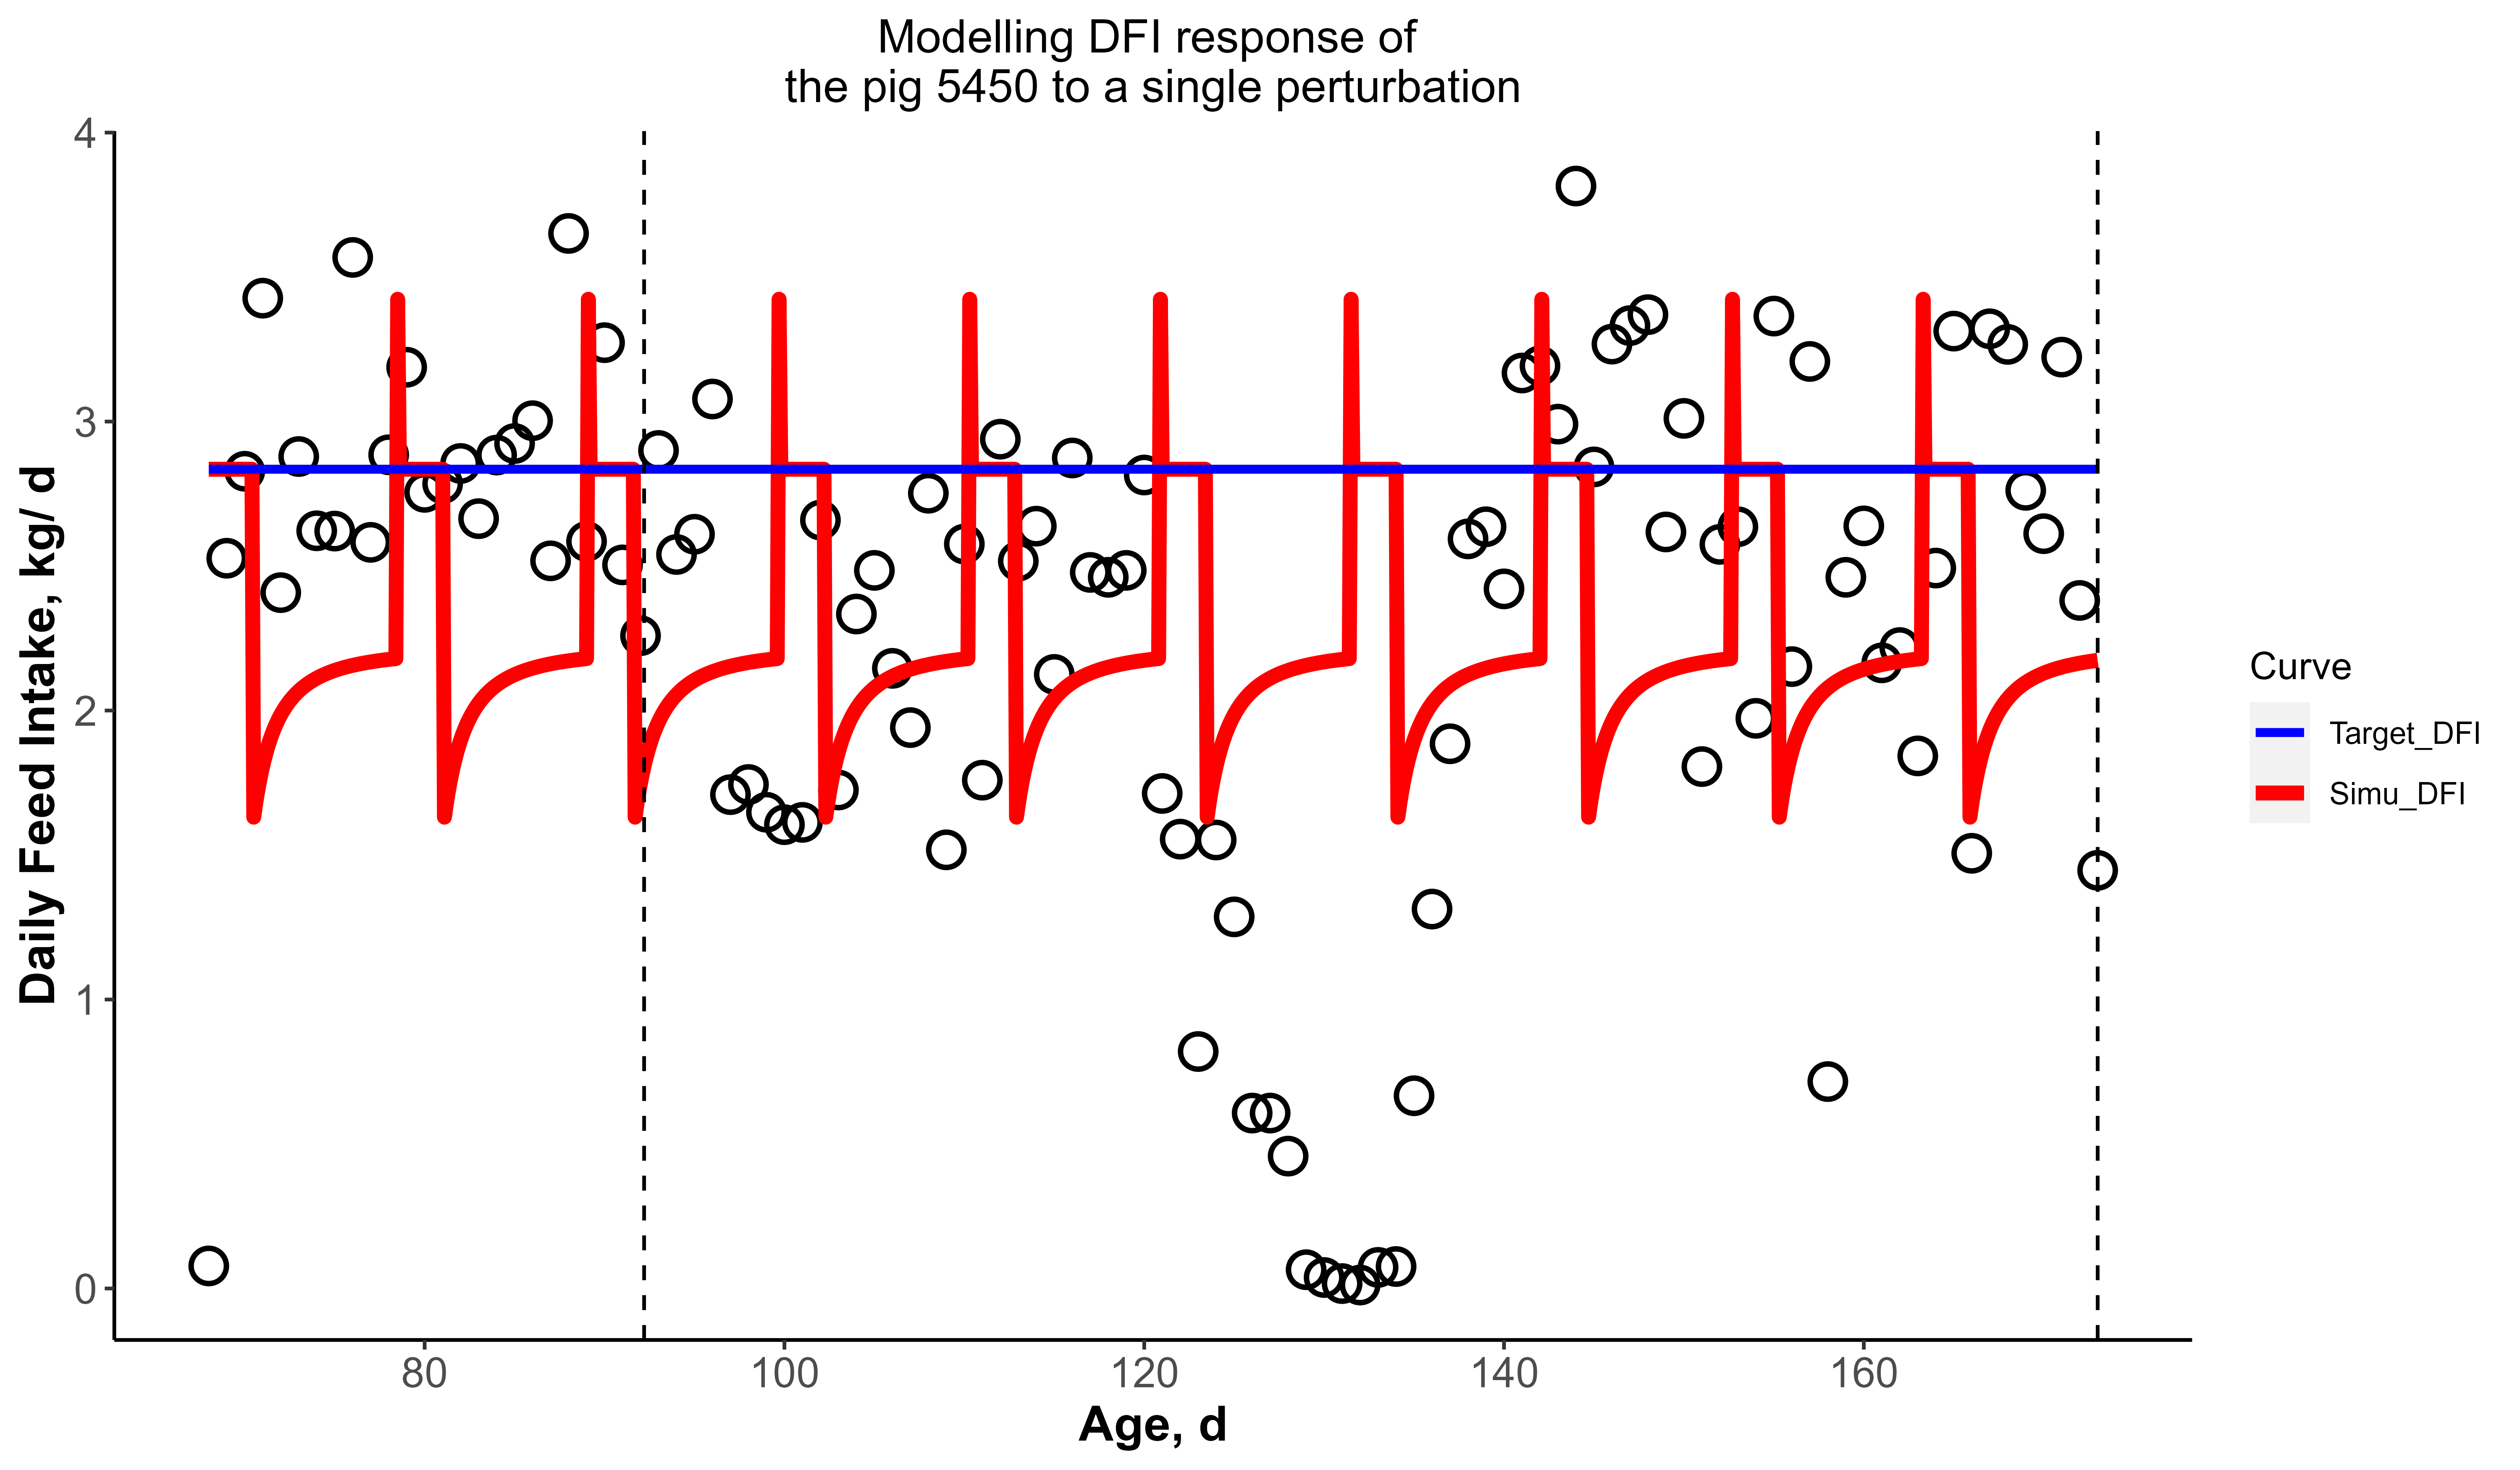 Modelling DFI response of
the pig 5450 to a single perturbation
4
3
2
1
0
Daily Feed Intake, kg/ d
80
100
120
140
160
Age, d
Curve
Target_DFI
Simu_DFI